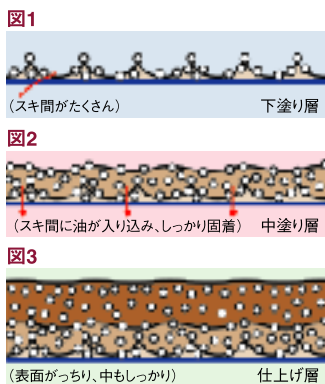 図1
(スキ間がたくさん)
下塗り層
図2
(スキ間に油が入り込み、しっかり固着)
中塗り層
図3
(表面がっちり、中もしっかり)
仕上げ層